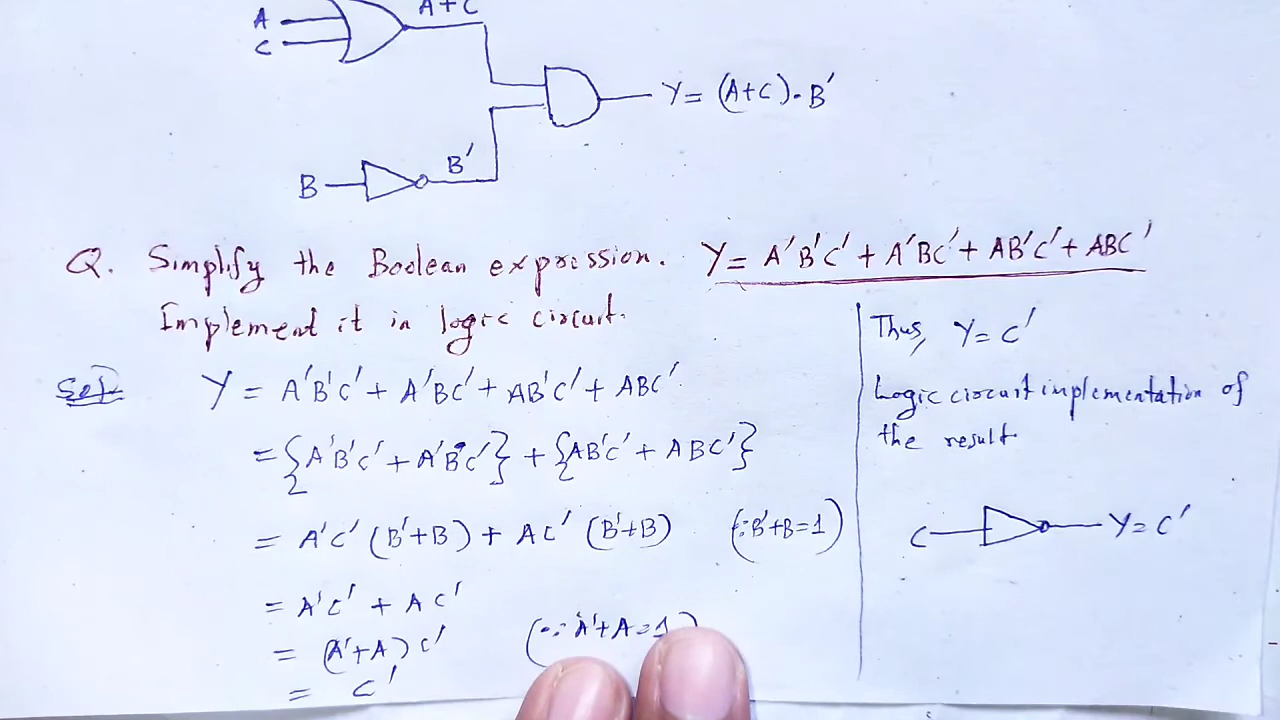 A+C
A
C
Y = (A+C)·B'
B'
B
Q. Simplify the Boolean expression. Y = A'B'C' + A'BC' + AB'C' + ABC'
Implement it in logic circuit.
Sol
Y = A'B'C' + A'BC' + AB'C' + ABC'
= {A'B'C' + A'BC'} + {AB'C' + ABC'}
= A'C' (B'+B) + AC' (B'+B) (∵B'+B=1)
= A'C' + AC'
= (A'+A) C' (∵ A'+A=1)
= C'
Thus, Y = C'
Logic circuit implementation of
the result
C Y = C'